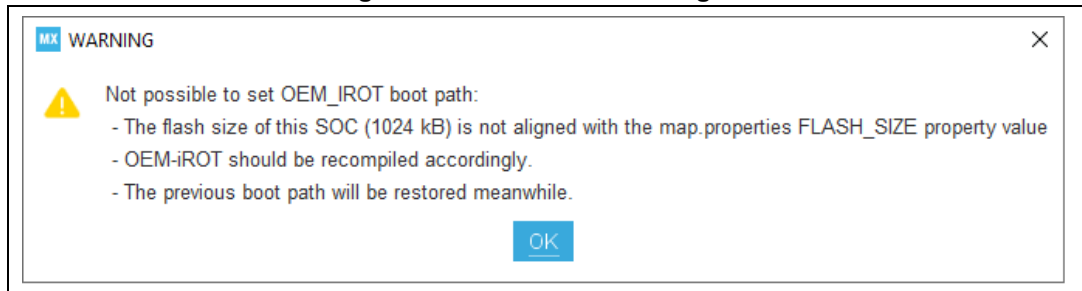 MX WARNING
Not possible to set OEM_IROT boot path:
- The flash size of this SOC (1024 kB) is not aligned with the map.properties FLASH_SIZE property value
- OEM-iROT should be recompiled accordingly.
- The previous boot path will be restored meanwhile.
OK